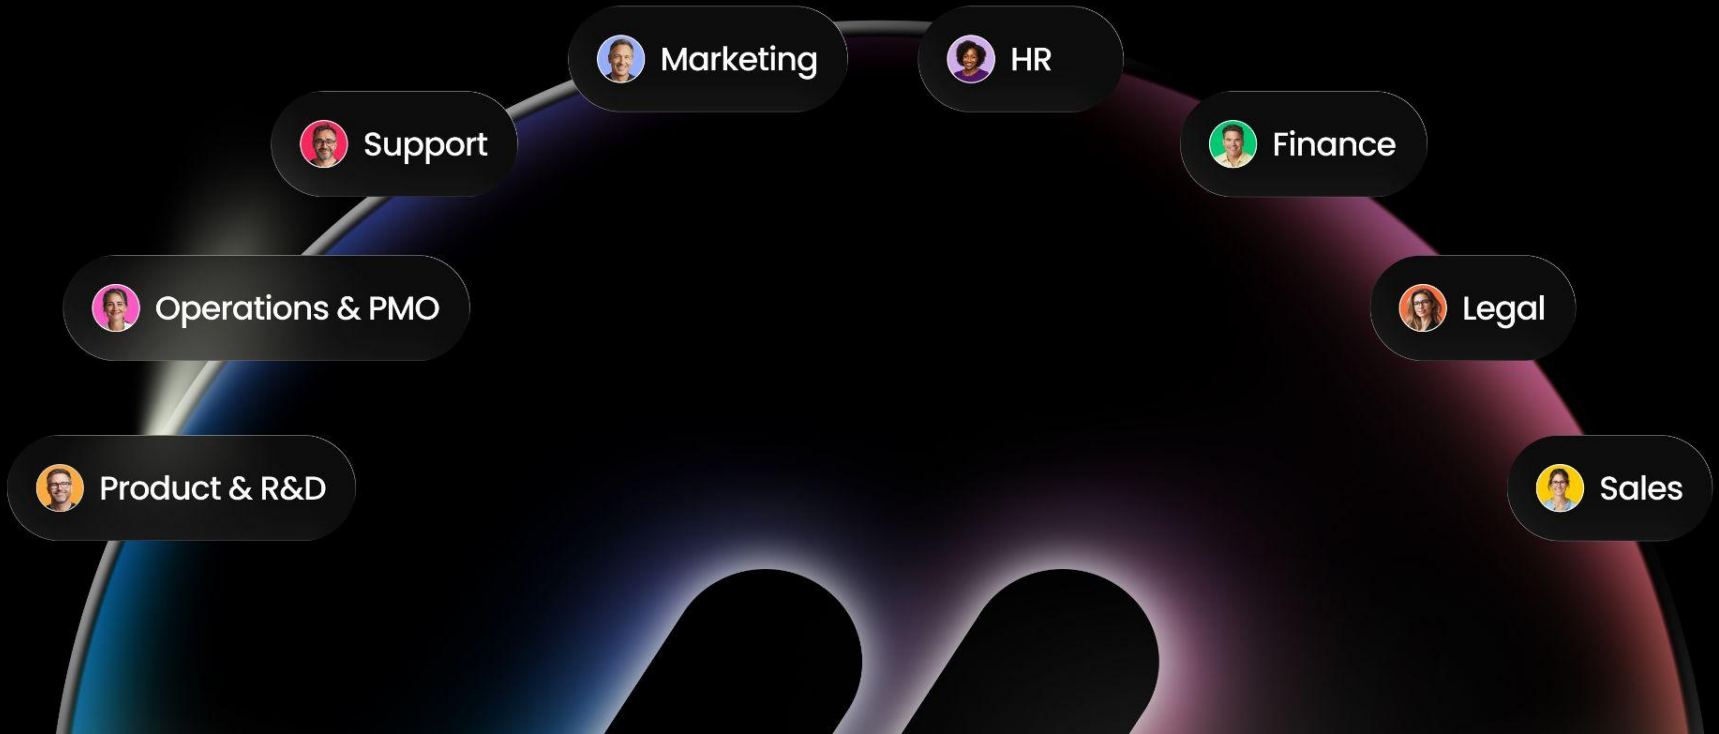 Marketing
HR
Support
Finance
Operations & PMO
Legal
Product & R&D
Sales